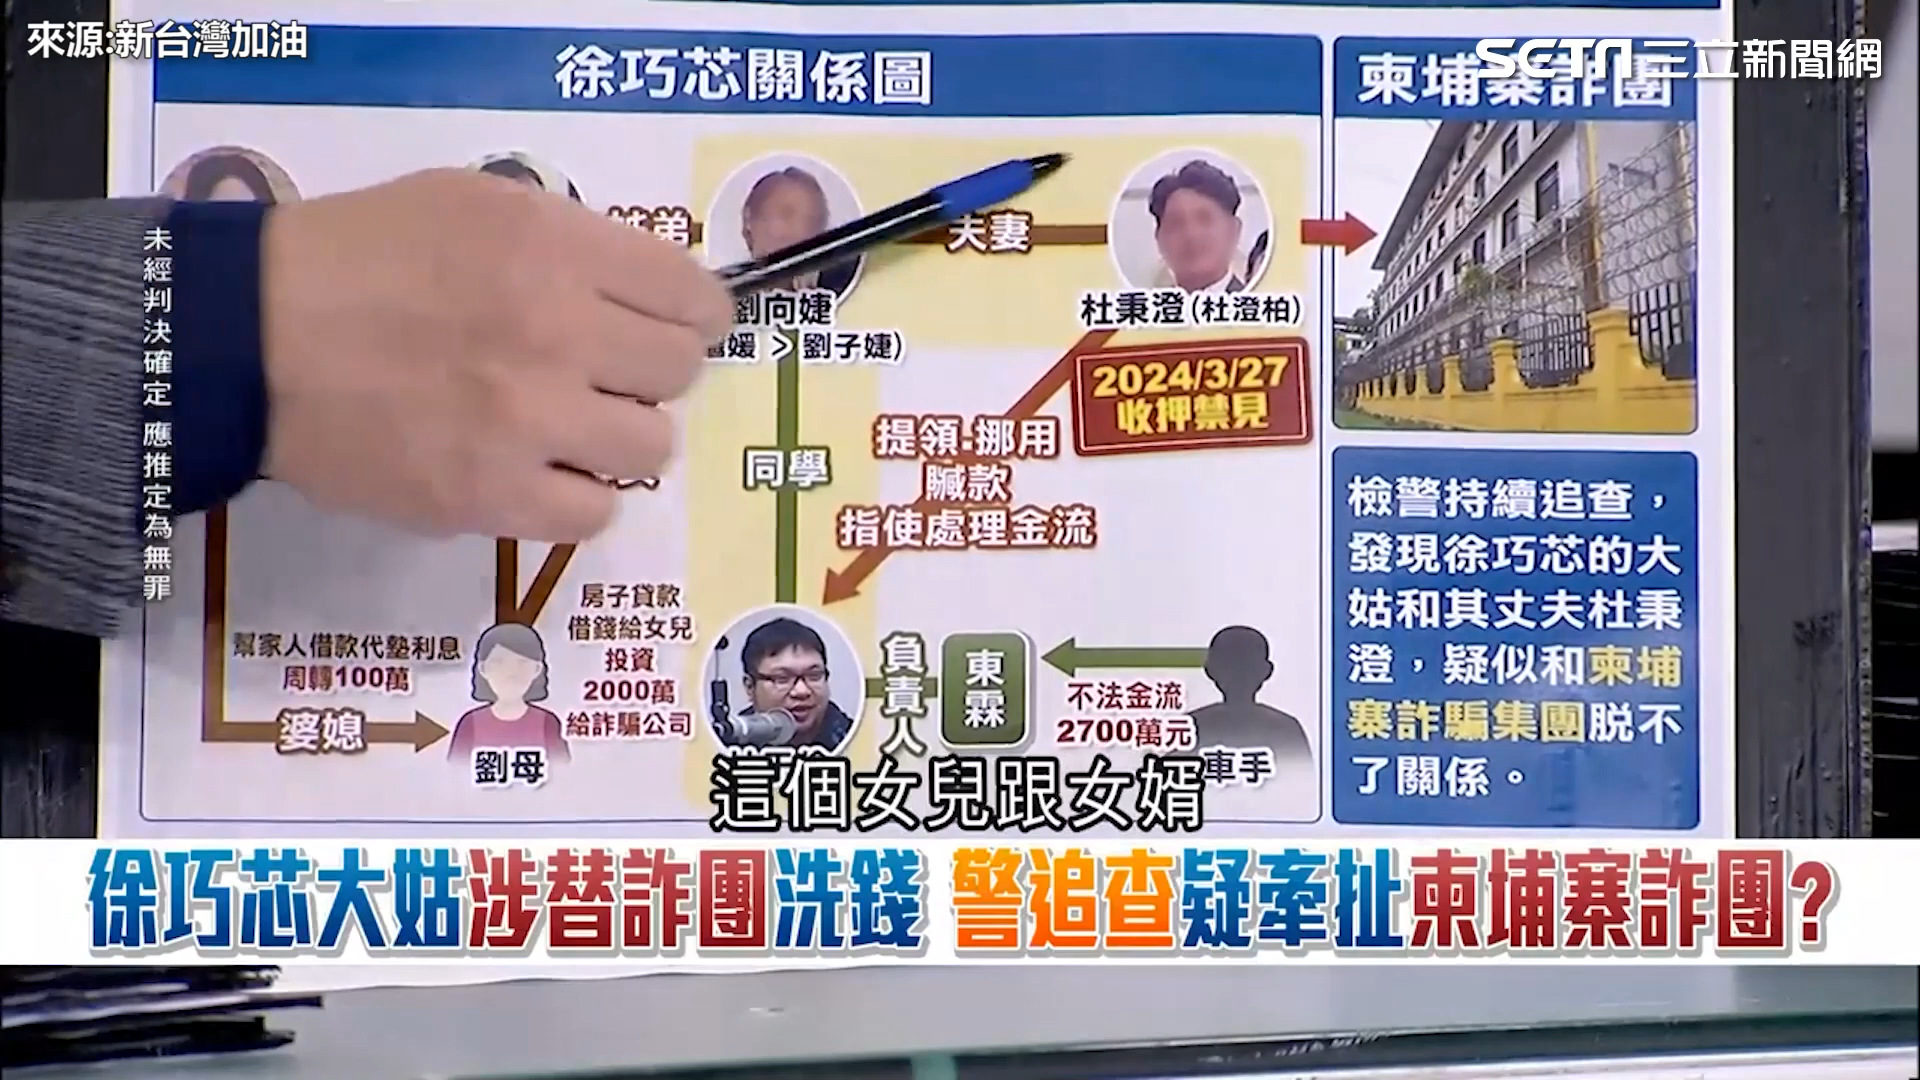 來源:新台灣加油
SETN三立新聞網
徐巧芯關係圖
柬埔寨詐團
未經判決確定 應推定為無罪
姊弟
夫妻
劉向婕
媛 > 劉子婕)
杜秉澄(杜澄柏)
2024/3/27
收押禁見
提領.挪用
贓款
指使處理金流
同學
幫家人借款代墊利息
周轉100萬
婆媳
劉母
房子貸款
借錢給女兒
投資
2000萬
給詐騙公司
負責人
東霖
不法金流
2700萬元
車手
檢警持續追查，
發現徐巧芯的大
姑和其丈夫杜秉
澄，疑似和柬埔
寨詐騙集團脫不
了關係。
這個女兒跟女婿
徐巧芯大姑涉替詐團洗錢 警追查疑牽扯柬埔寨詐團?